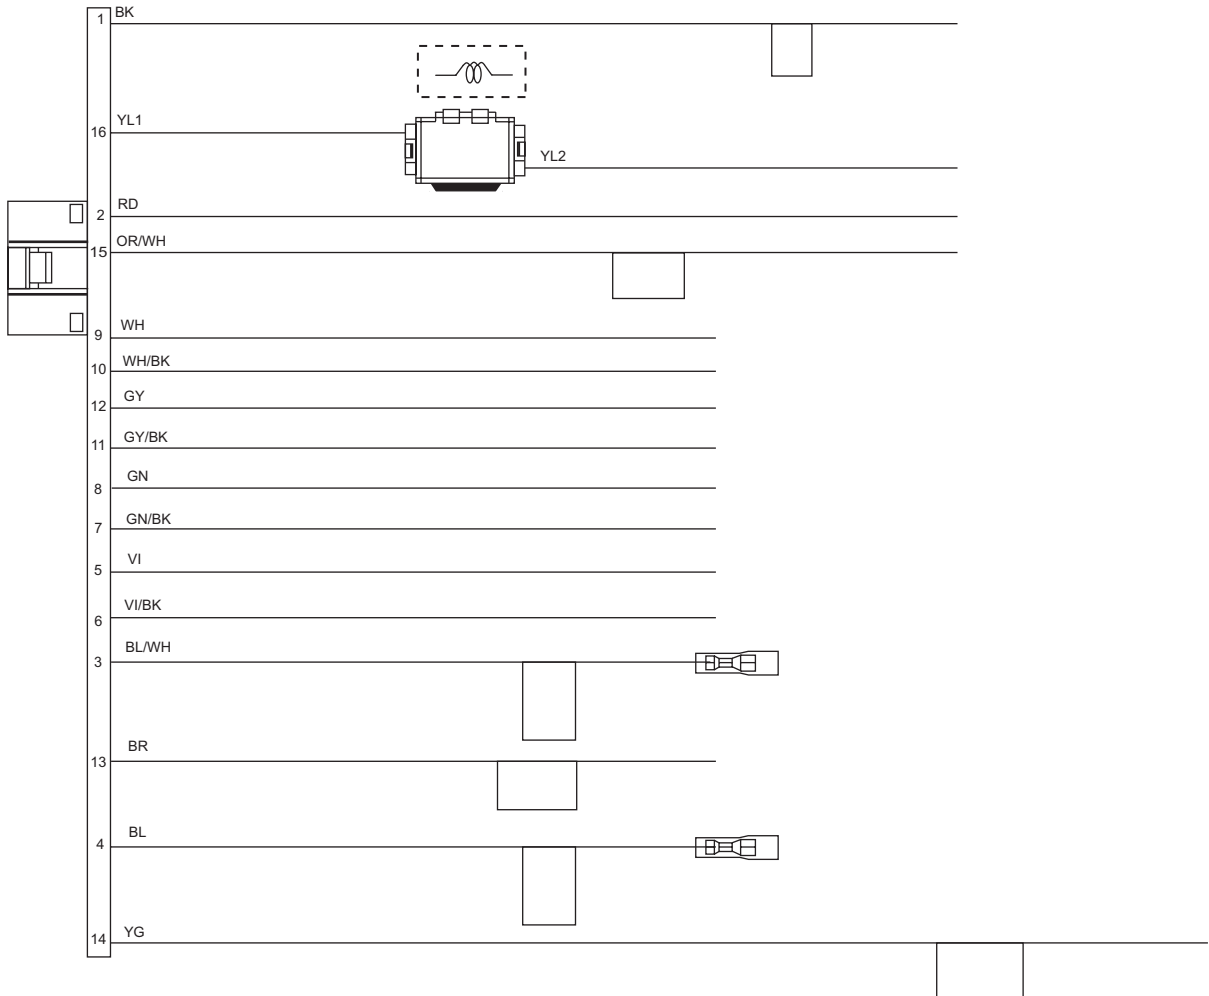 1 BK
16 YL1
YL2
2 RD
15 OR/WH
9 WH
10 WH/BK
12 GY
11 GY/BK
8 GN
7 GN/BK
5 VI
6 VI/BK
3 BL/WH
13 BR
4 BL
14 YG